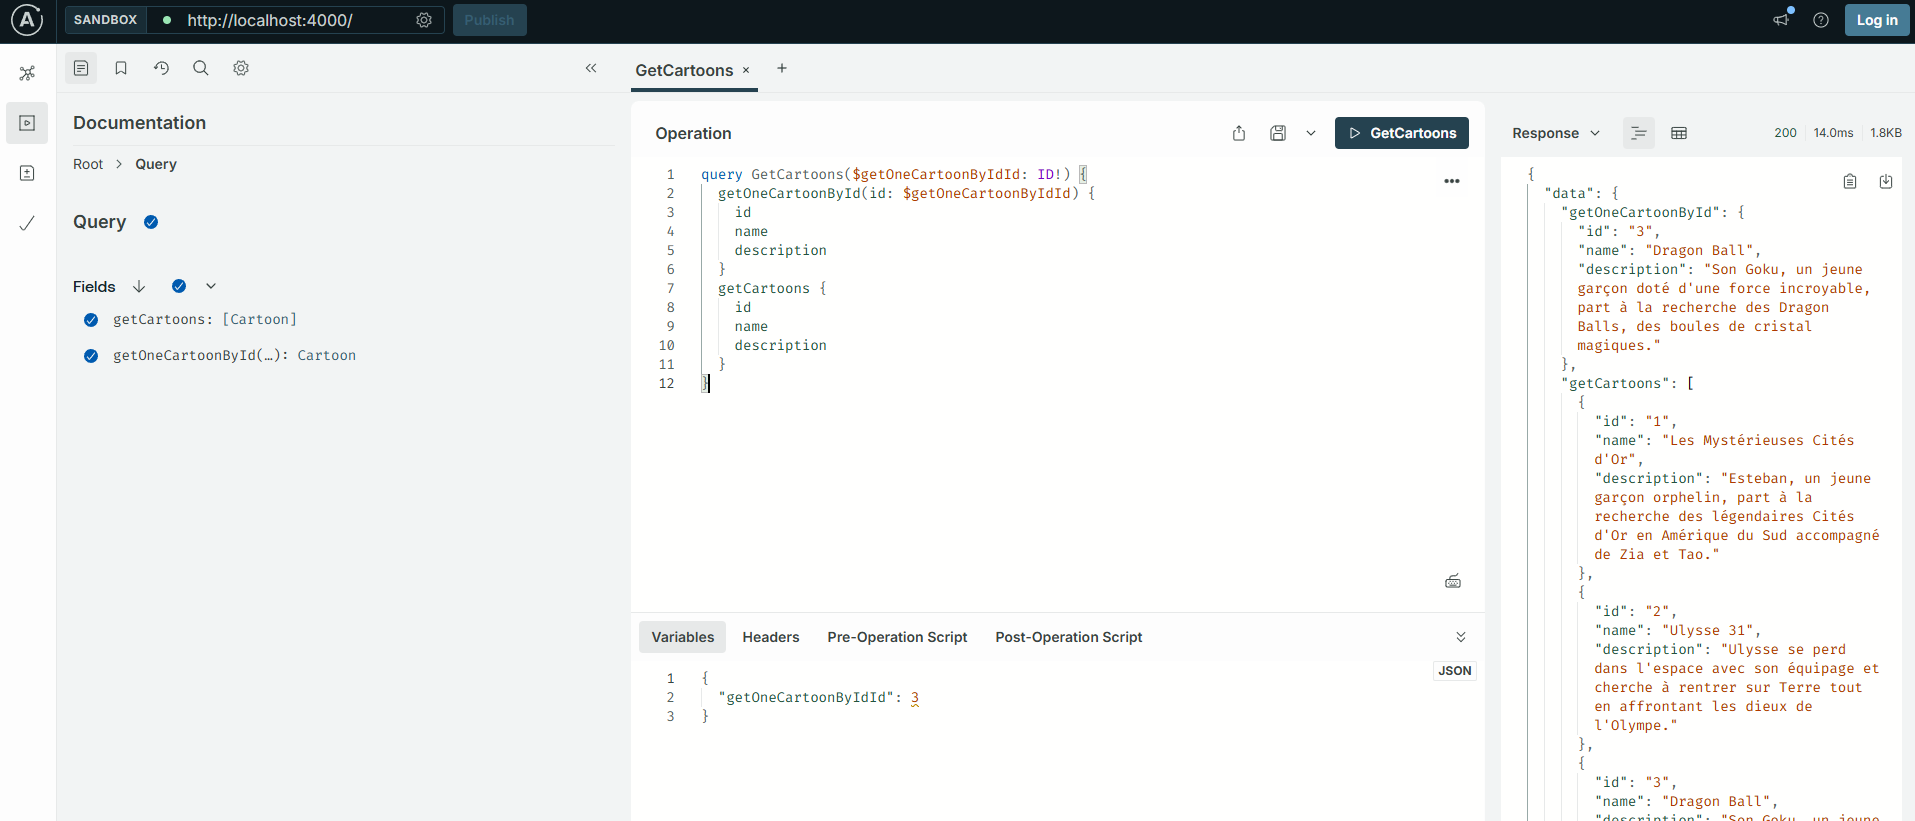 SANDBOX
http://localhost:4000/
Publish
Log in
Documentation
Root > Query
Query
Fields
getCartoons: [Cartoon]
getOneCartoonById(…): Cartoon
GetCartoons
Operation
GetCartoons
1 query GetCartoons($getOneCartoonByIdId: ID!) {
2 getOneCartoonById(id: $getOneCartoonByIdId) {
3 id
4 name
5 description
6 }
7 getCartoons {
8 id
9 name
10 description
11 }
12 }
Variables Headers Pre-Operation Script Post-Operation Script
JSON
1 {
2 "getOneCartoonByIdId": 3
3 }
Response
200 14.0ms 1.8KB
{
"data": {
"getOneCartoonById": {
"id": "3",
"name": "Dragon Ball",
"description": "Son Goku, un jeune
garçon doté d'une force incroyable,
part à la recherche des Dragon
Balls, des boules de cristal
magiques."
},
"getCartoons": [
{
"id": "1",
"name": "Les Mystérieuses Cités
d'Or",
"description": "Esteban, un jeune
garçon orphelin, part à la
recherche des légendaires Cités
d'Or en Amérique du Sud accompagné
de Zia et Tao."
},
{
"id": "2",
"name": "Ulysse 31",
"description": "Ulysse se perd
dans l'espace avec son équipage et
cherche à rentrer sur Terre tout
en affrontant les dieux de
l'Olympe."
},
{
"id": "3",
"name": "Dragon Ball",
"description": "Son Goku, un jeune